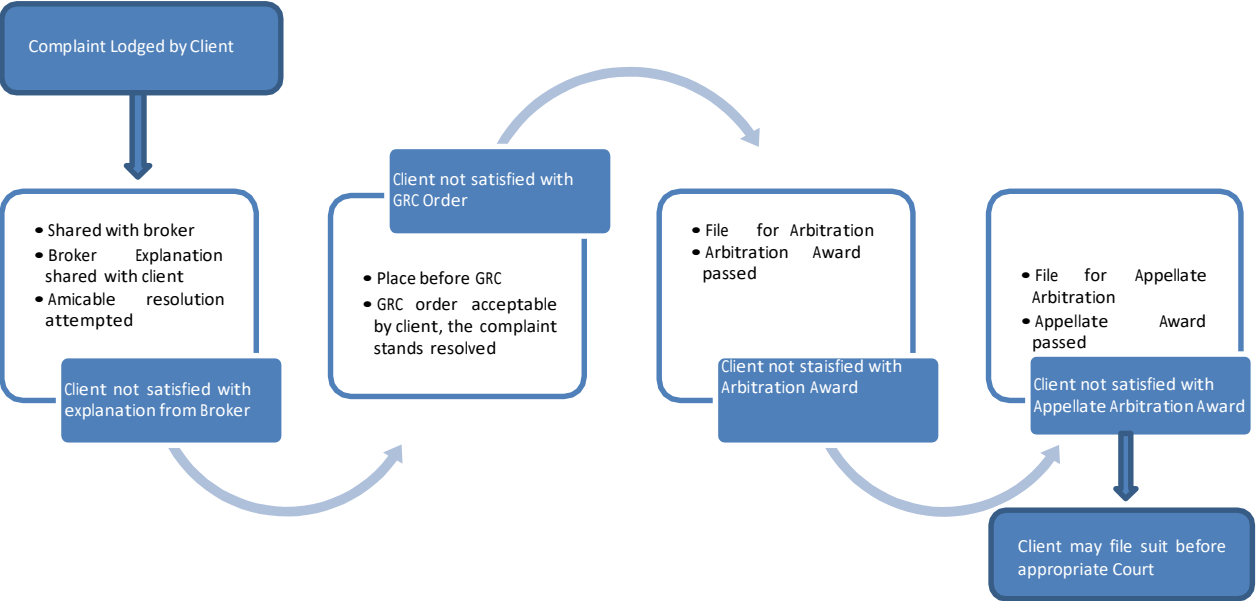 Complaint Lodged by Client
• Shared with broker
• Broker Explanation
shared with client
• Amicable resolution
attempted
Client not satisfied with
explanation from Broker
Client not satisfied with
GRC Order
• Place before GRC
• GRC order acceptable
by client, the complaint
stands resolved
• File for Arbitration
• Arbitration Award
passed
Client not staisfied with
Arbitration Award
• File for Appellate
Arbitration
• Appellate Award
passed
Client not satisfied with
Appellate Arbitration Award
Client may file suit before
appropriate Court